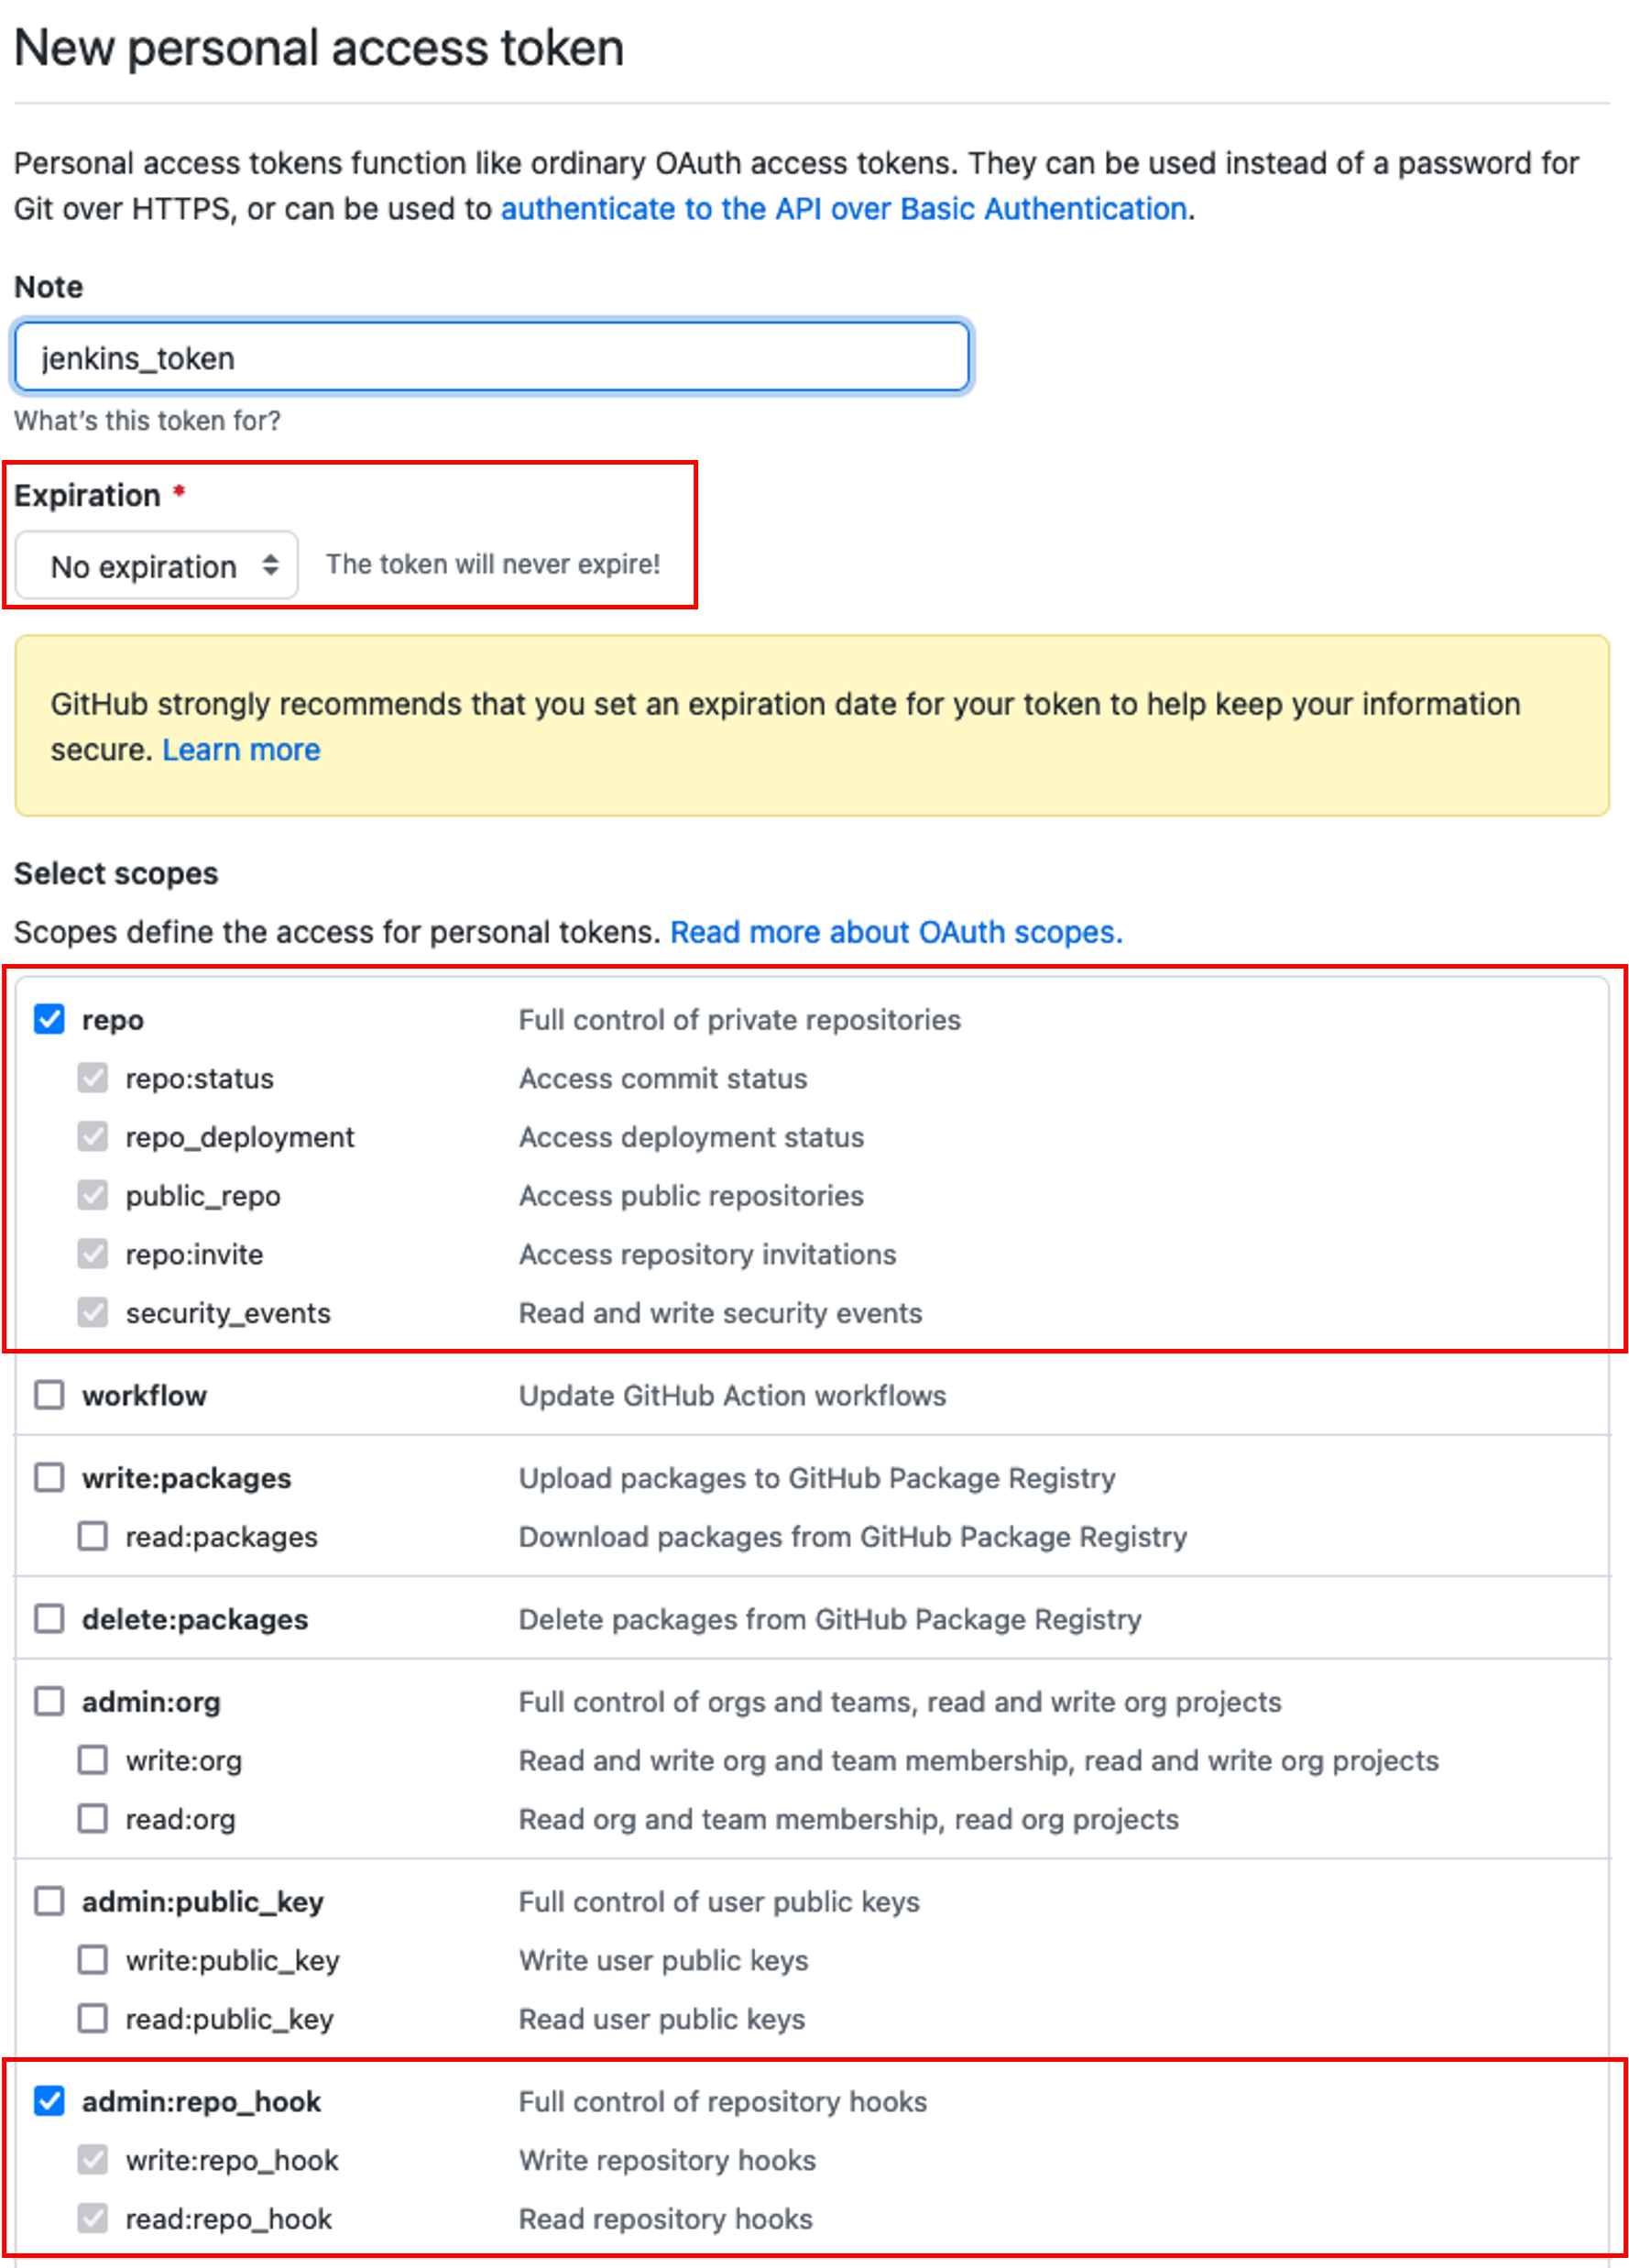 New personal access token
Personal access tokens function like ordinary OAuth access tokens. They can be used instead of a password for
Git over HTTPS, or can be used to authenticate to the API over Basic Authentication.
Note
jenkins_token
What's this token for?
Expiration *
No expiration The token will never expire!
GitHub strongly recommends that you set an expiration date for your token to help keep your information
secure. Learn more
Select scopes
Scopes define the access for personal tokens. Read more about OAuth scopes.
repo Full control of private repositories
repo:status Access commit status
repo_deployment Access deployment status
public_repo Access public repositories
repo:invite Access repository invitations
security_events Read and write security events
workflow Update GitHub Action workflows
write:packages Upload packages to GitHub Package Registry
read:packages Download packages from GitHub Package Registry
delete:packages Delete packages from GitHub Package Registry
admin:org Full control of orgs and teams, read and write org projects
write:org Read and write org and team membership, read and write org projects
read:org Read org and team membership, read org projects
admin:public_key Full control of user public keys
write:public_key Write user public keys
read:public_key Read user public keys
admin:repo_hook Full control of repository hooks
write:repo_hook Write repository hooks
read:repo_hook Read repository hooks